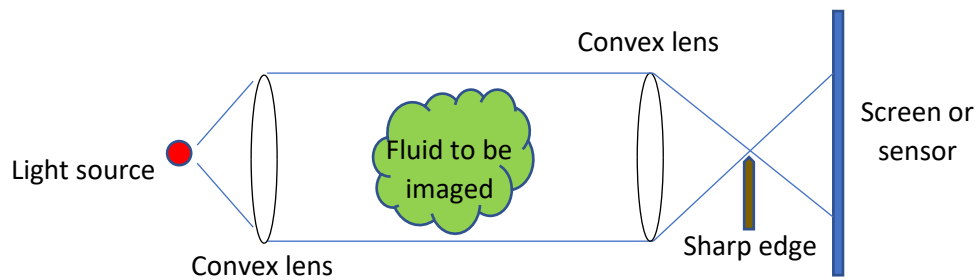 Convex lens
Light source
Fluid to be
imaged
Screen or
sensor
Sharp edge
Convex lens